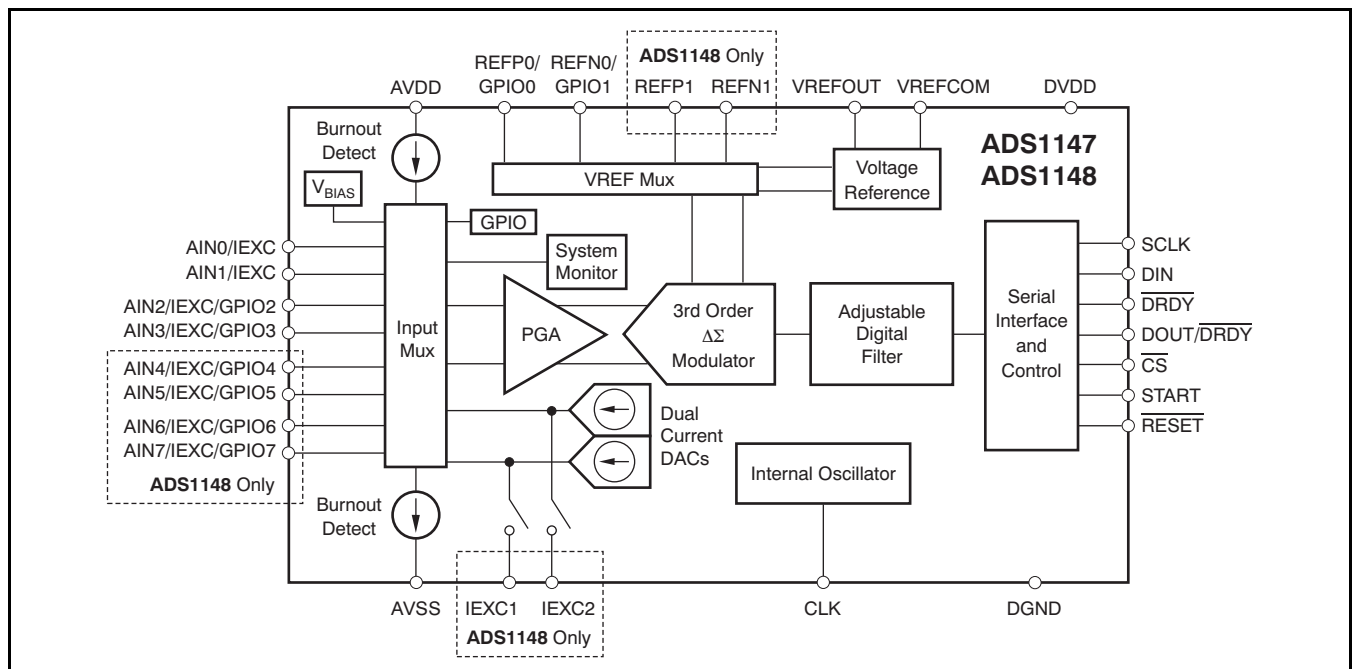 ADS1148 Only
REFP0/
GPIO0
REFN0/
GPIO1
REFP1
REFN1
AVDD
VREFOUT
VREFCOM
DVDD
ADS1147
ADS1148
Burnout
Detect
VREF Mux
Voltage
Reference
VBIAS
GPIO
System
Monitor
AIN0/IEXC
AIN1/IEXC
AIN2/IEXC/GPIO2
AIN3/IEXC/GPIO3
AIN4/IEXC/GPIO4
AIN5/IEXC/GPIO5
AIN6/IEXC/GPIO6
AIN7/IEXC/GPIO7
ADS1148 Only
Input
Mux
PGA
3rd Order
ΔΣ
Modulator
Adjustable
Digital
Filter
Serial
Interface
and
Control
SCLK
DIN
DRDY
DOUT/DRDY
CS
START
RESET
Dual
Current
DACs
Internal Oscillator
Burnout
Detect
AVSS
IEXC1
IEXC2
ADS1148 Only
CLK
DGND